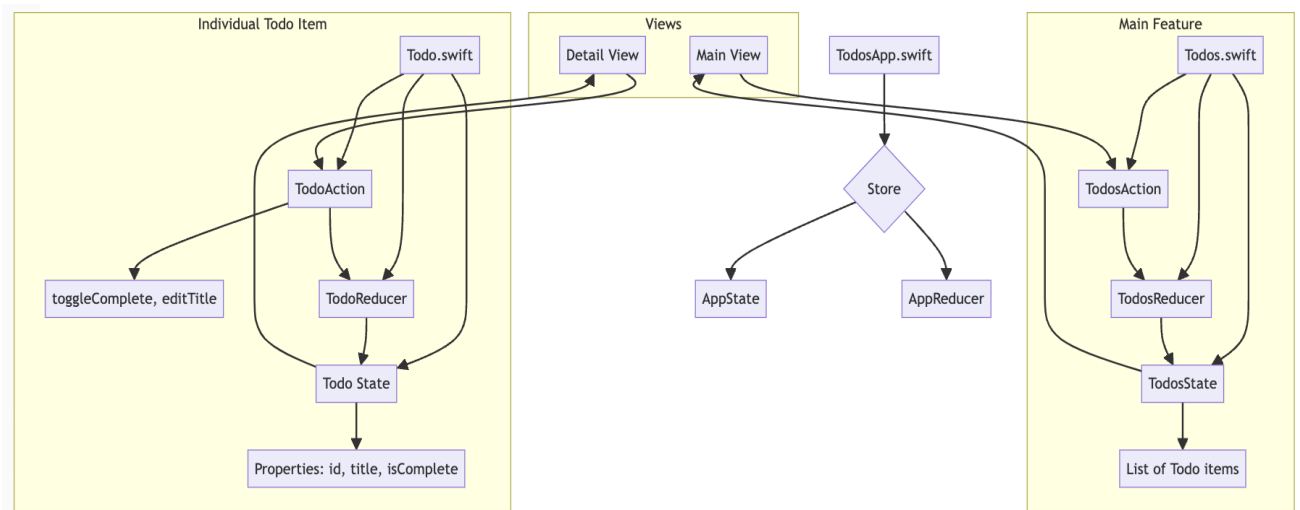 Individual Todo Item
Views
Main Feature
Todo.swift
Detail View
Main View
TodosApp.swift
Todos.swift
TodoAction
Store
TodosAction
toggleComplete, editTitle
TodoReducer
AppState
AppReducer
TodosReducer
Todo State
TodosState
Properties: id, title, isComplete
List of Todo items